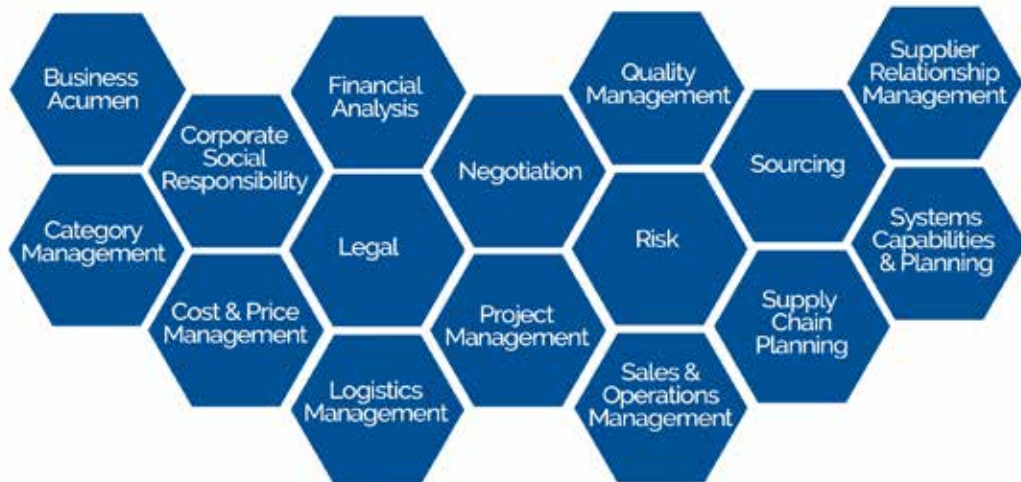 Business
Acumen
Category
Management
Corporate
Social
Responsibility
Cost & Price
Management
Financial
Analysis
Legal
Logistics
Management
Negotiation
Project
Management
Quality
Management
Risk
Sales &
Operations
Management
Sourcing
Supply
Chain
Planning
Supplier
Relationship
Management
Systems
Capabilities
& Planning